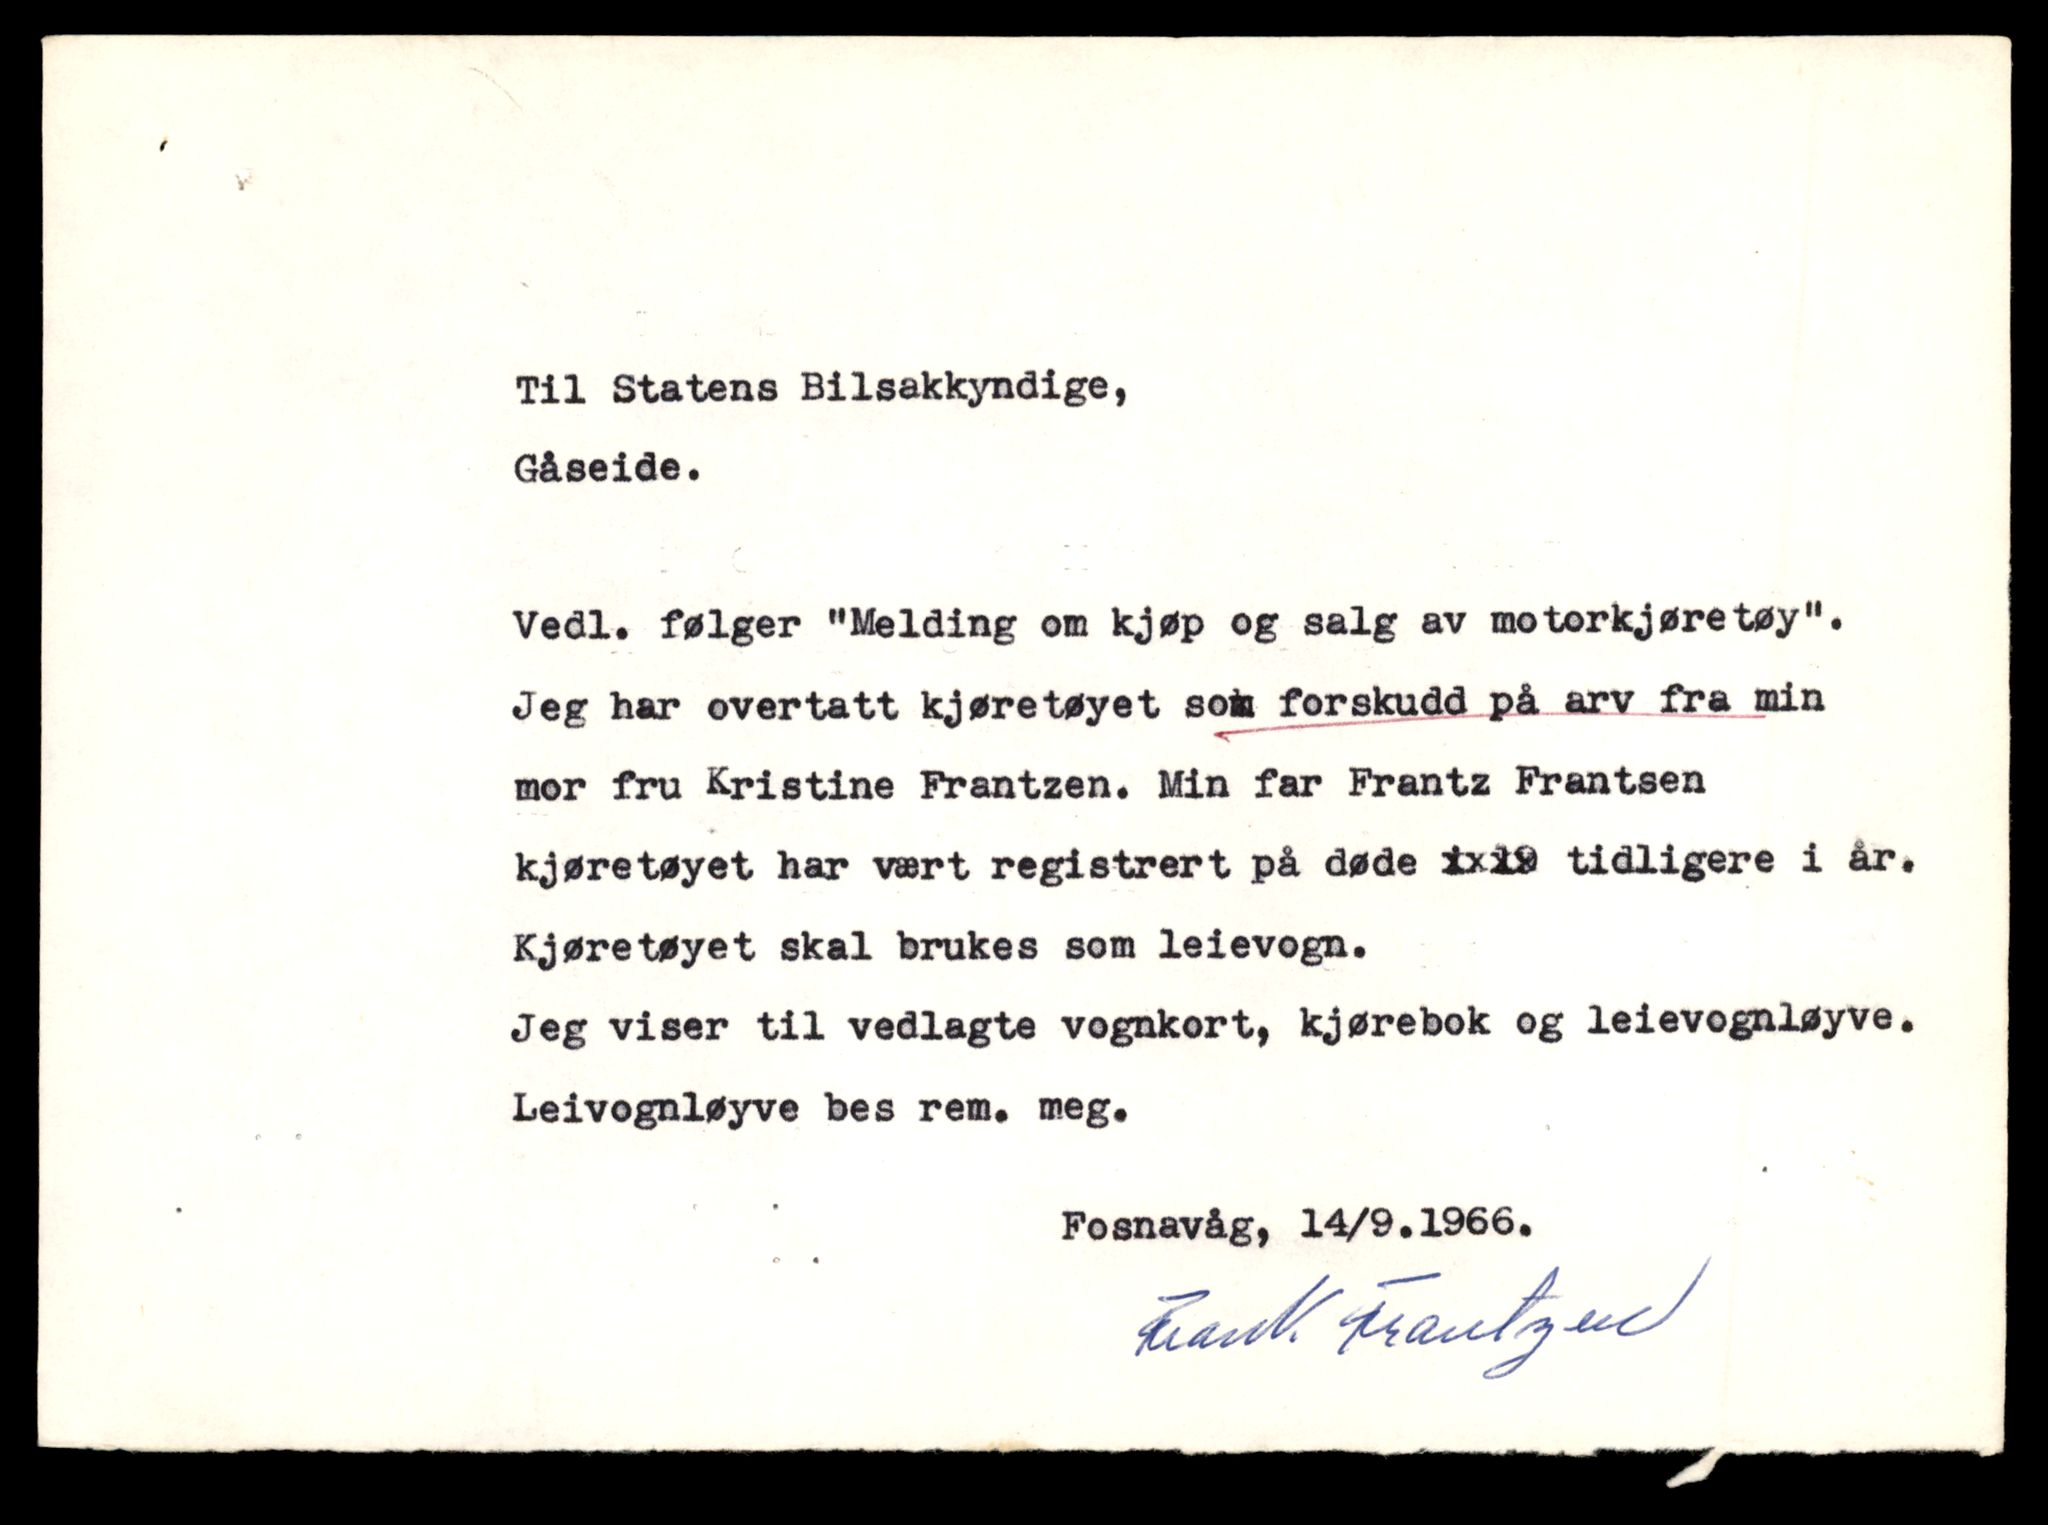 Til Statens Bilsakkyndige,
Gåseide.
Vedl. følger "Melding om kjøp og salg av motorkjøretøy".
Jeg har overtatt kjøretøyet som forskudd på arv fra min
mor fru Kristine Frantzen. Min far Frantz Frantsen
kjøretøyet har vært registrert på døde tidligere i år.
Kjøretøyet skal brukes som leievogn.
Jeg viser til vedlagte vognkort, kjørebok og leievognløyve.
Leivognløyve bes rem. meg.
Fosnavåg, 14/9.1966.
Frank Frantzen